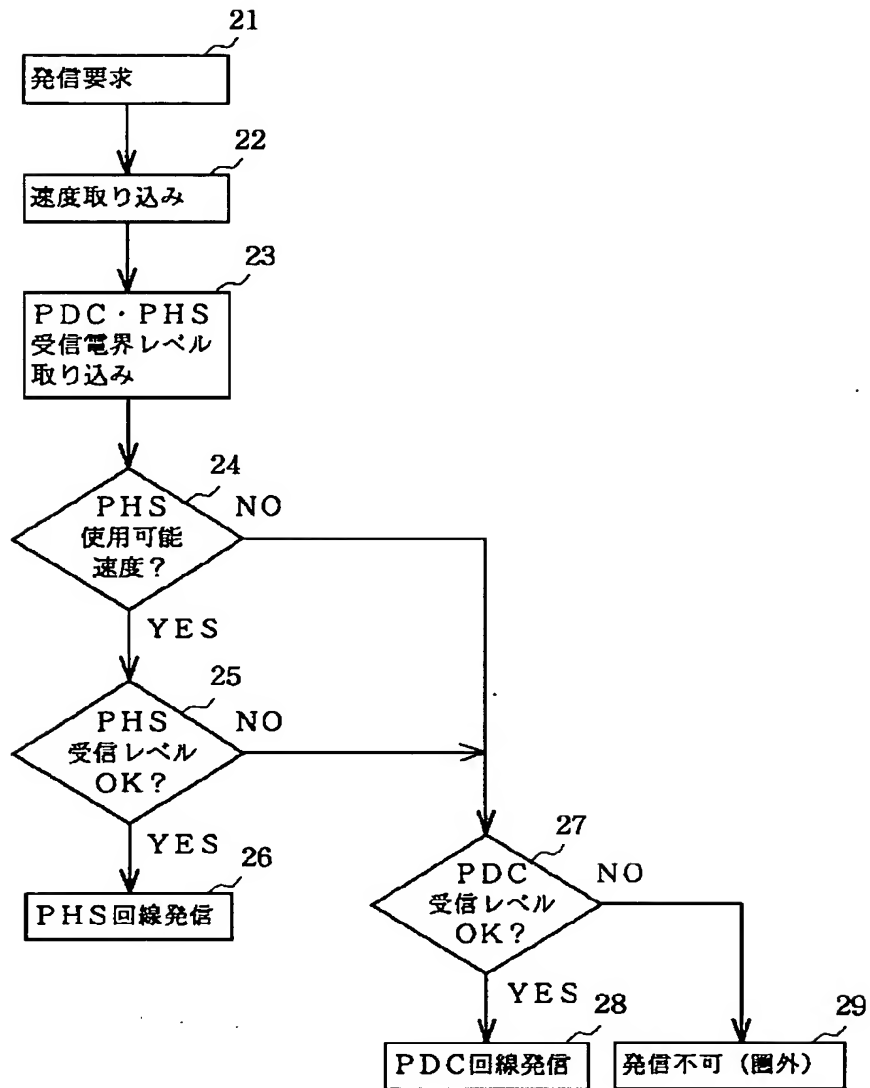 21
発信要求
22
速度取り込み
23
PDC・PHS
受信電界レベル
取り込み
24
PHS
使用可能
速度?
NO
YES
25
PHS
受信レベル
OK?
NO
YES
26
PHS回線発信
27
PDC
受信レベル
OK?
NO
YES
28
PDC回線発信
29
発信不可(圏外)